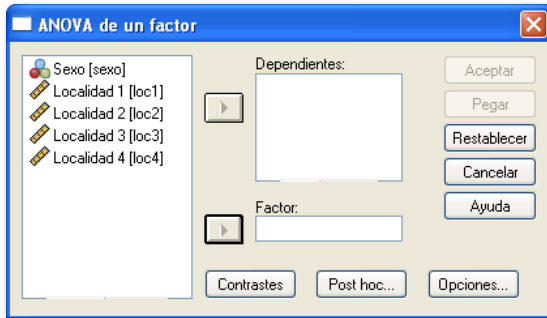 ANOVA de un factor
Sexo [sexo]
Localidad 1 [loc1]
Localidad 2 [loc2]
Localidad 3 [loc3]
Localidad 4 [loc4]
Dependientes:
Factor:
Aceptar
Pegar
Restablecer
Cancelar
Ayuda
Contrastes
Post hoc...
Opciones...